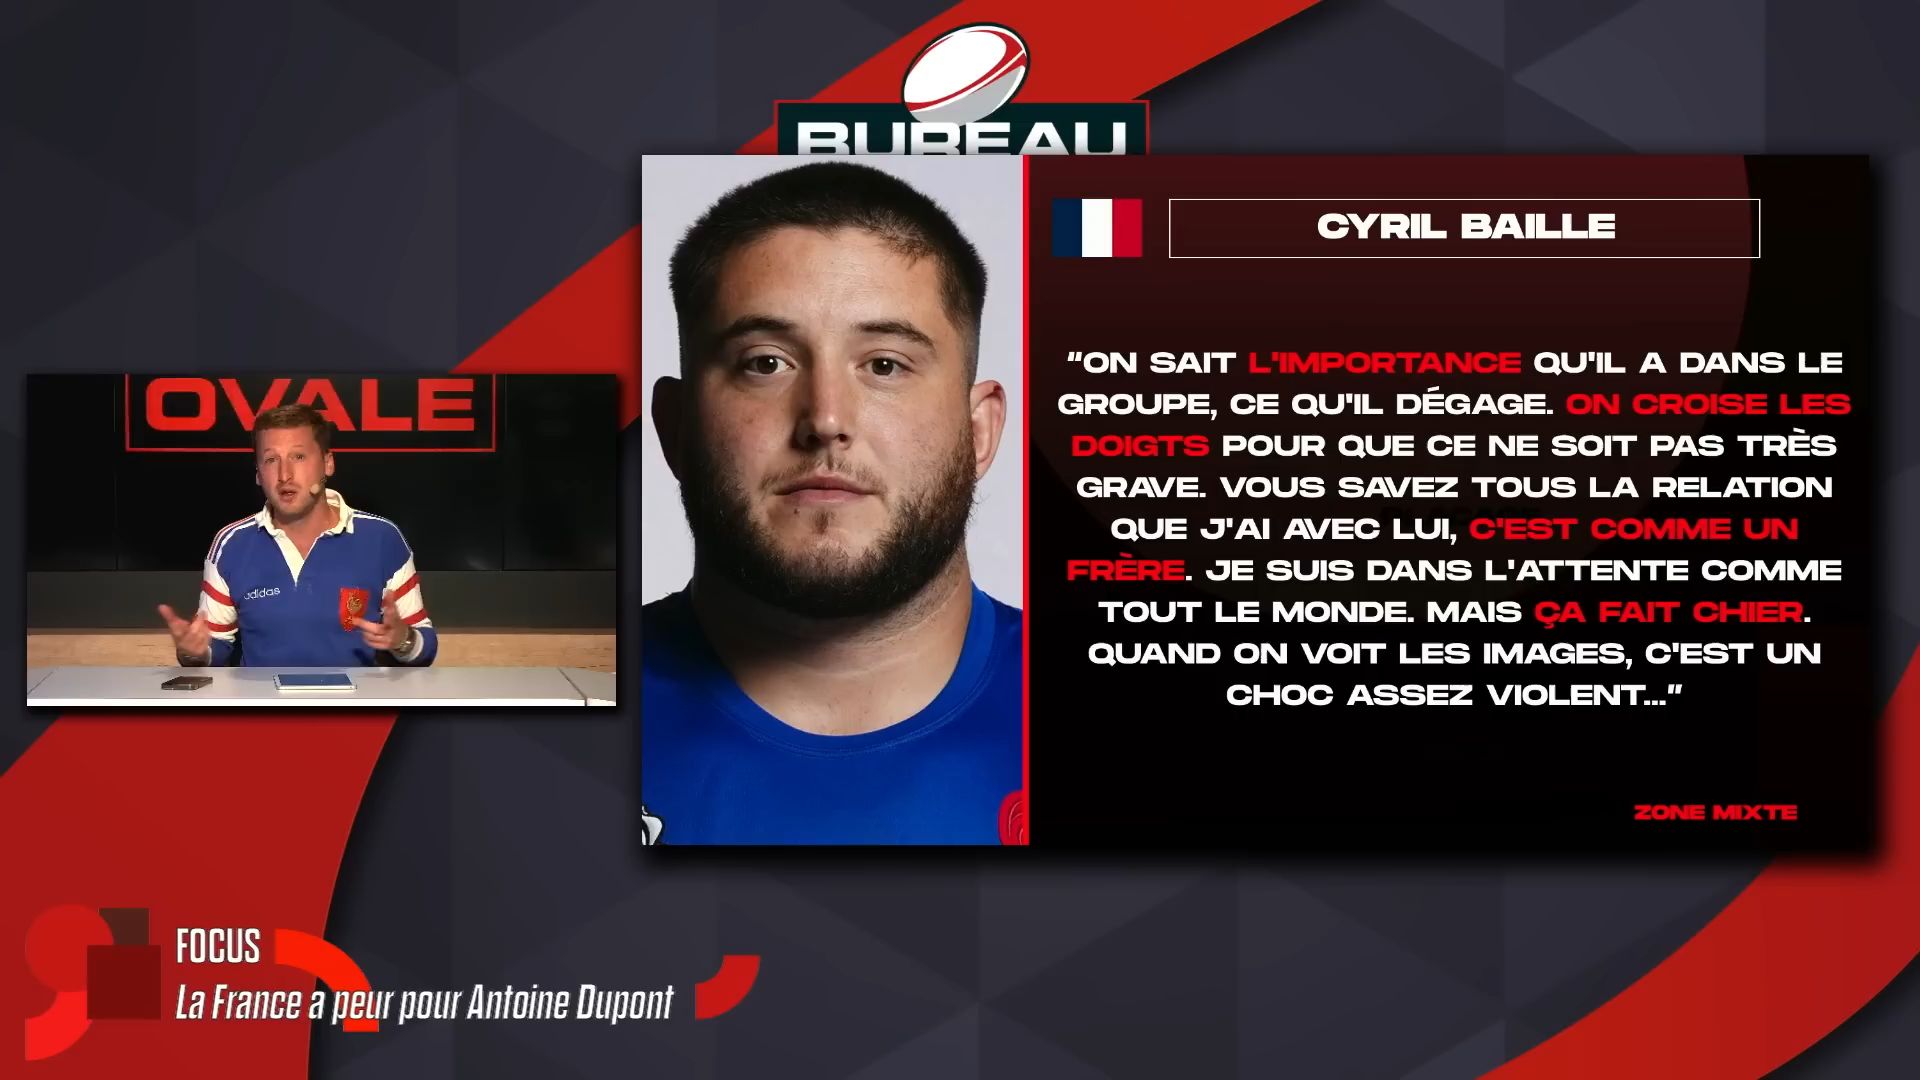 BUREAU
CYRIL BAILLE
“ON SAIT L'IMPORTANCE QU'IL A DANS LE
GROUPE, CE QU'IL DÉGAGE. ON CROISE LES
DOIGTS POUR QUE CE NE SOIT PAS TRÈS
GRAVE. VOUS SAVEZ TOUS LA RELATION
QUE J'AI AVEC LUI, C'EST COMME UN
FRÈRE. JE SUIS DANS L'ATTENTE COMME
TOUT LE MONDE. MAIS ÇA FAIT CHIER.
QUAND ON VOIT LES IMAGES, C'EST UN
CHOC ASSEZ VIOLENT...”
ZONE MIXTE
OVALE
adidas
FOCUS
La France a peur pour Antoine Dupont